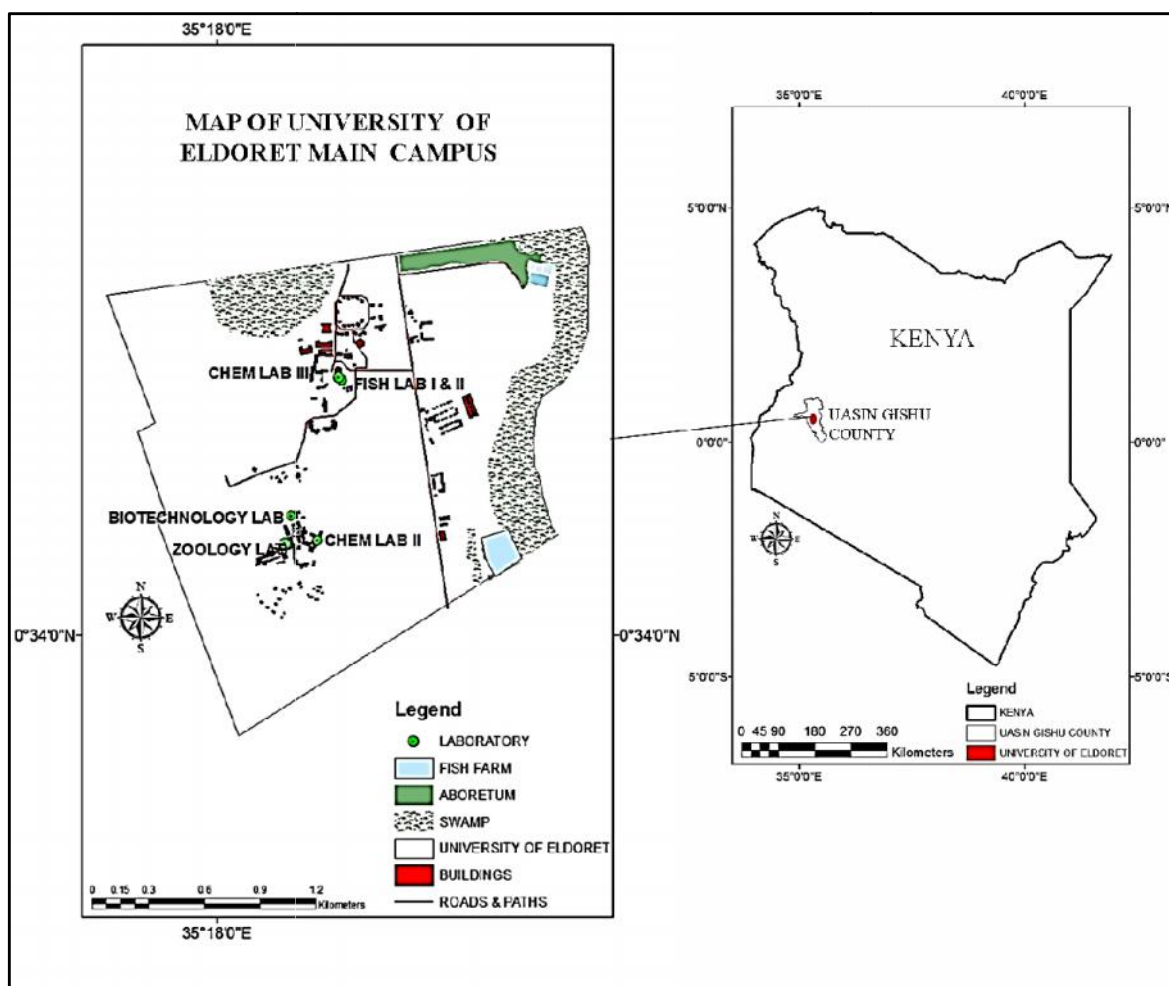 35°18'0"E
MAP OF UNIVERSITY OF
ELDORET MAIN CAMPUS
CHEM LAB III
FISH LAB I & II
BIOTECHNOLOGY LAB
ZOOLOGY LAB
CHEM LAB II
N
W E
S
0°34'0"N
0°34'0"N
Legend
LABORATORY
FISH FARM
ABORETUM
SWAMP
UNIVERSITY OF ELDORET
BUILDINGS
ROADS & PATHS
0 0.15 0.3 0.6 0.9 1.2
Kilometers
35°18'0"E
35°0'0"E 40°0'0"E
5°0'0"N
5°0'0"N
KENYA
UASIN GISHU
COUNTY
0°0'0"
0°0'0"
N
W E
S
5°0'0"S
5°0'0"S
Legend
KENYA
UASIN GISHU COUNTY
UNIVERSITY OF ELDORET
0 45 90 180 270 360
Kilometers
35°0'0"E 40°0'0"E